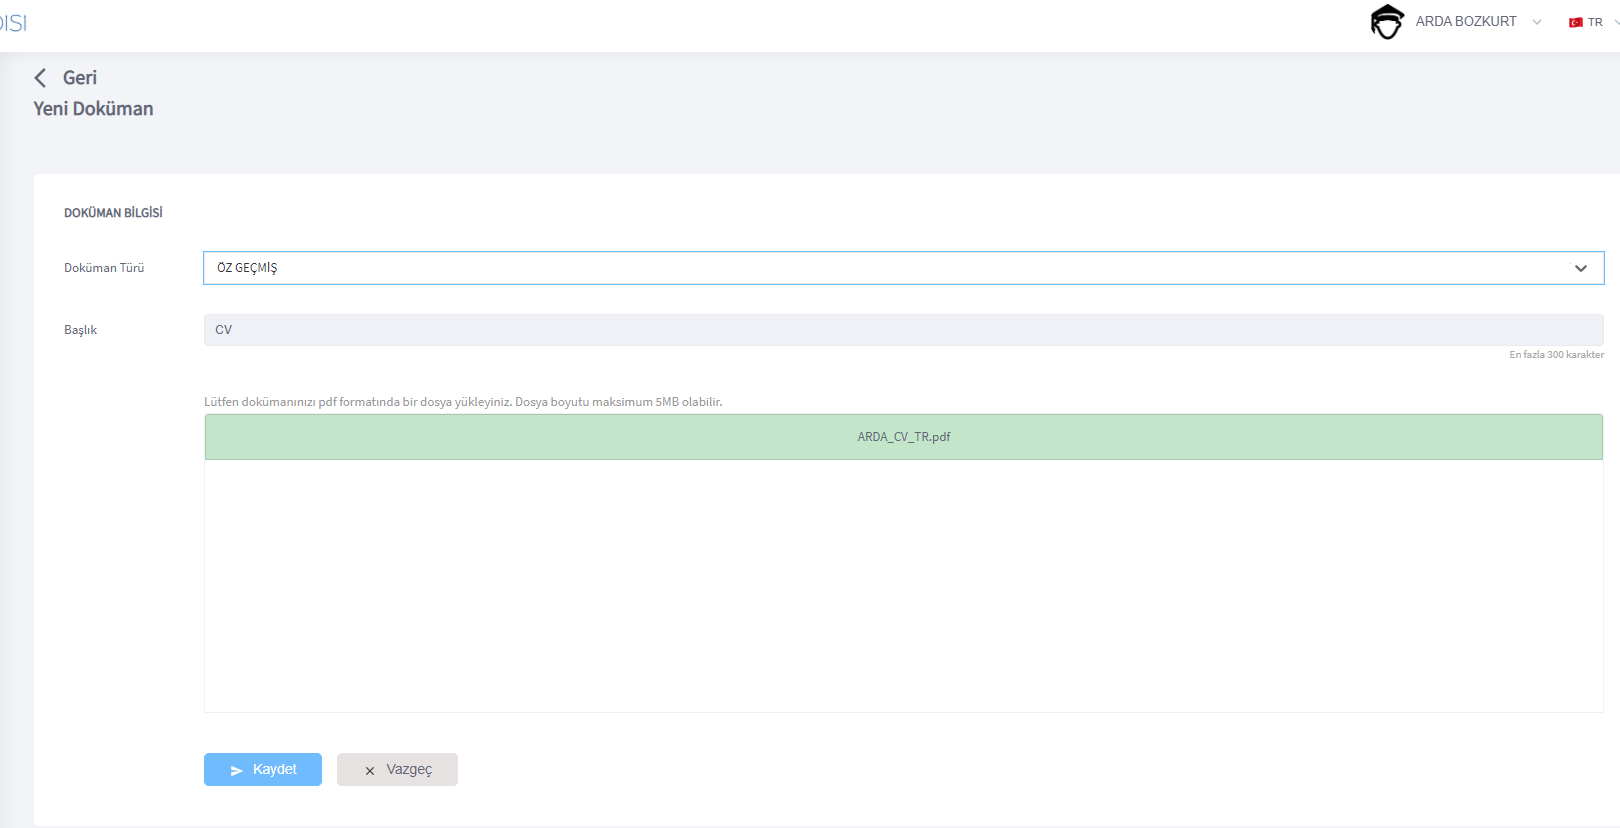 DISI
ARDA BOZKURT
TR
Geri
Yeni Doküman
DOKÜMAN BİLGİSİ
Doküman Türü
ÖZ GEÇMİŞ
Başlık
CV
En fazla 300 karakter
Lütfen dokümanınızı pdf formatında bir dosya yükleyiniz. Dosya boyutu maksimum 5MB olabilir.
ARDA_CV_TR.pdf
Kaydet
Vazgeç